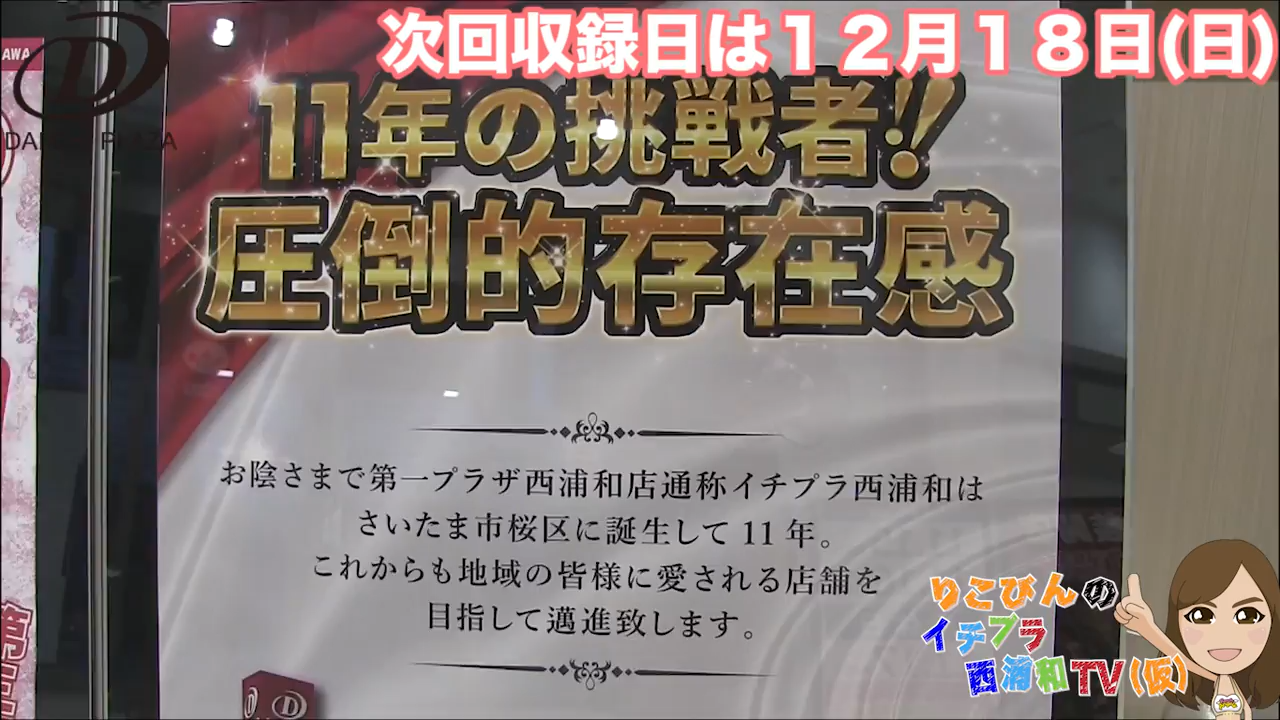 次回収録日は12月18日(日)
11年の挑戦者!!
圧倒的存在感
お陰さまで第一プラザ西浦和店通称イチプラ西浦和は
さいたま市桜区に誕生して11年。
これからも地域の皆様に愛される店舗を
目指して邁進致します。
りこぴんの
イチプラ
西浦和TV(仮)